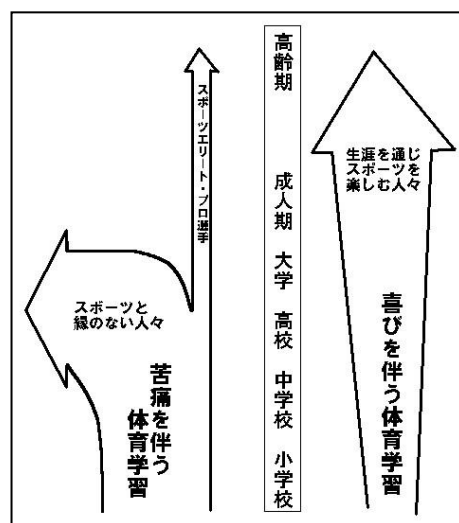 スポーツエリート・プロ選手
スポーツと
縁のない人々
苦痛を伴う
体育学習
高齢期
成人期
大学
高校
中学校
小学校
生涯を通じ
スポーツを
楽しむ人々
喜びを伴う体育学習